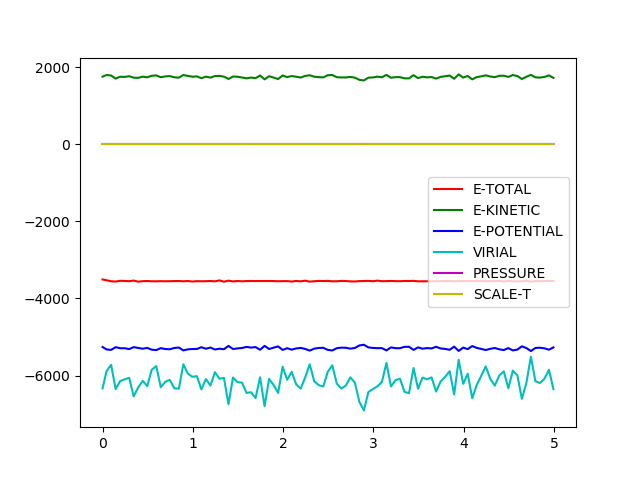 2000
0
−2000
−4000
−6000
0 1 2 3 4 5
E-TOTAL
E-KINETIC
E-POTENTIAL
VIRIAL
PRESSURE
SCALE-T